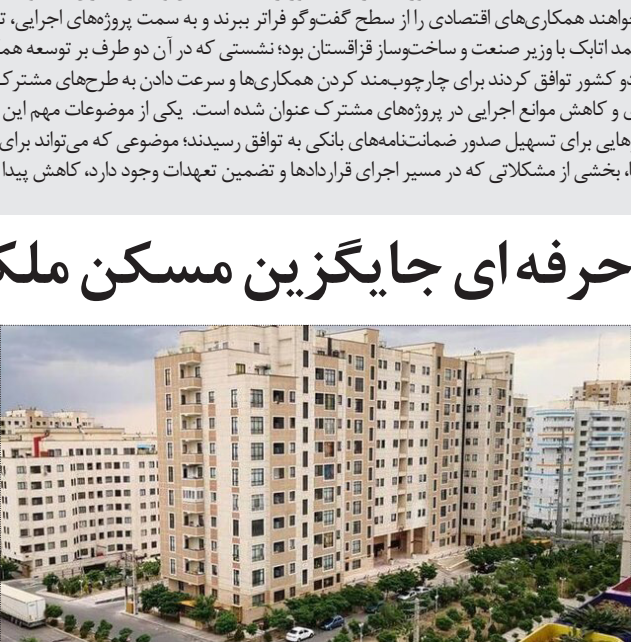 خواهند همکاری‌های اقتصادی را از سطح گفت‌وگو فراتر ببرند و به سمت پروژه‌های اجرایی،
مد اتابک با وزیر صنعت و ساخت‌وساز قزاقستان بود؛ نشستی که در آن دو طرف بر توسعه
دو کشور توافق کردند برای چارچوب‌مند کردن همکاری‌ها و سرعت دادن به طرح‌های مشترک
و کاهش موانع اجرایی در پروژه‌های مشترک عنوان شده است. یکی از موضوعات مهم این
هایی برای تسهیل صدور ضمانت‌نامه‌های بانکی به توافق رسیدند؛ موضوعی که می‌تواند برای
بخشی از مشکلاتی که در مسیر اجرای قراردادها و تضمین تعهدات وجود دارد، کاهش پیدا
حرفه‌ای جایگزین مسکن ملک